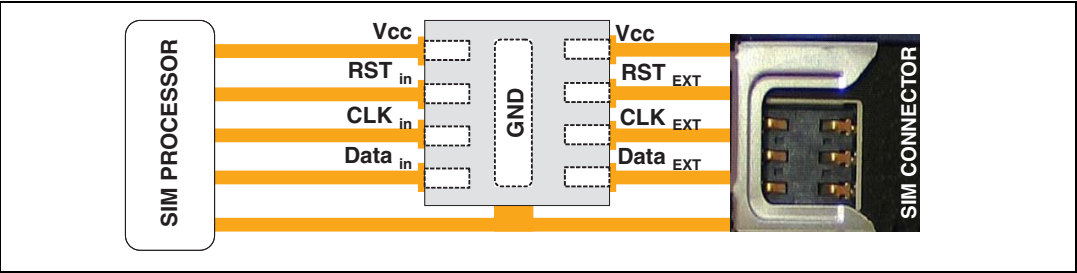 SIM PROCESSOR
Vcc
RST in
CLK in
Data in
GND
Vcc
RST EXT
CLK EXT
Data EXT
SIM CONNECTOR